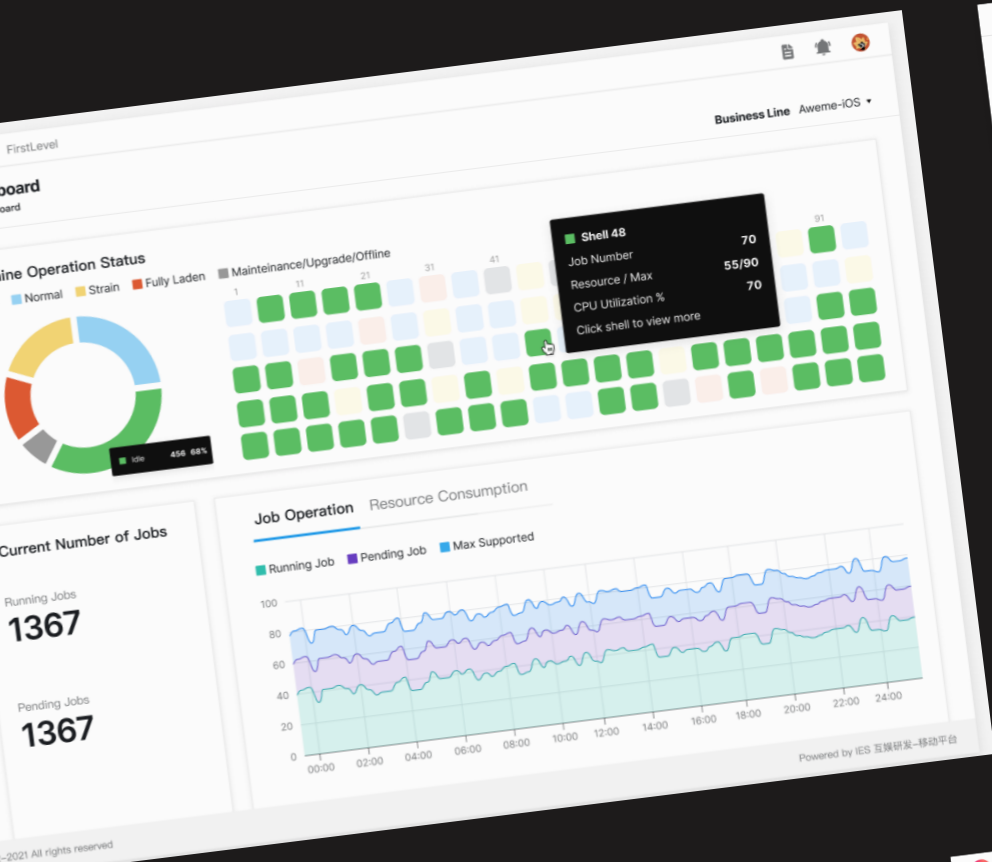 FirstLevel
Business Line Aweme-iOS
board
board
ine Operation Status
Normal Strain Fully Laden Mainteinance/Upgrade/Offline
1 11 21 31 41 91
Shell 48
Job Number 70
Resource / Max 55/90
CPU Utilization % 70
Click shell to view more
Idle 456 68%
Current Number of Jobs
Running Jobs
1367
Pending Jobs
1367
Job Operation Resource Consumption
Running Job Pending Job Max Supported
100
80
60
40
20
0
00:00 02:00 04:00 06:00 08:00 10:00 12:00 14:00 16:00 18:00 20:00 22:00 24:00
Powered by IES 互娱研发-移动平台
-2021 All rights reserved